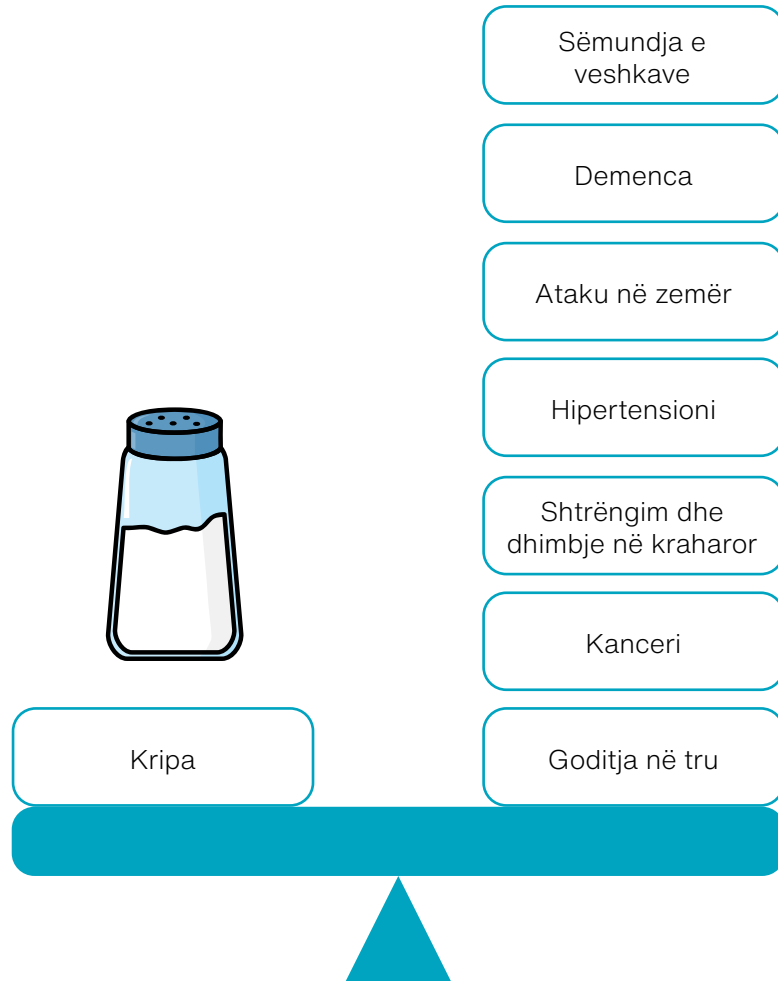 Sëmundja e
veshkave
Demenca
Ataku në zemër
Hipertensioni
Shtrëngim dhe
dhimbje në kraharor
Kanceri
Kripa
Goditja në tru